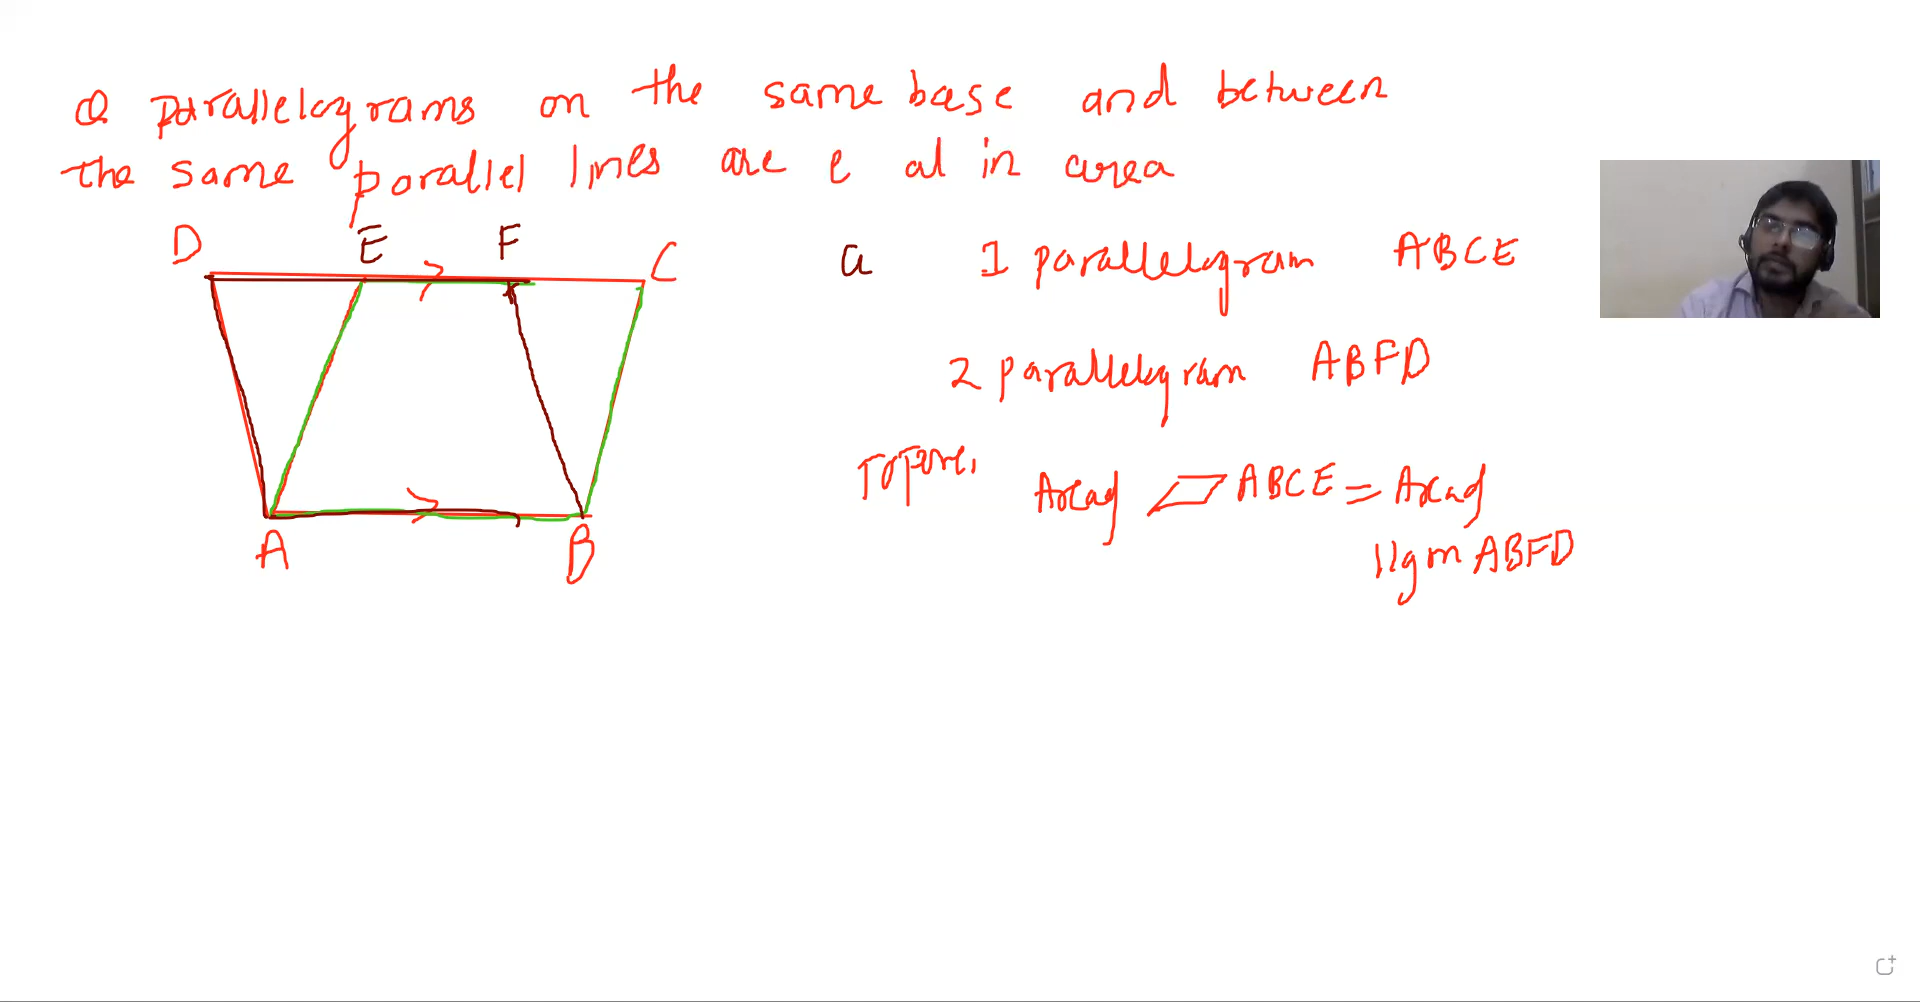 Q parallelograms on the same base and between
the same parallel lines are e al in area
D E F C
A B
a 1 parallelogram ABCE
2 parallelogram ABFD
Area of ▱ ABCE = Area of
llgm ABFD